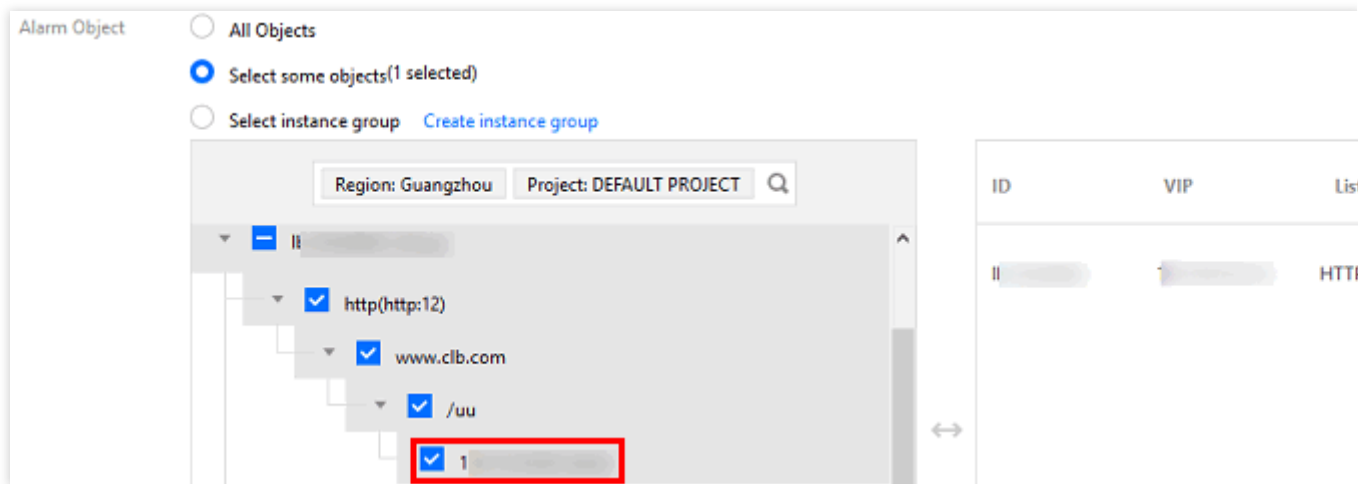 Alarm Object
All Objects
Select some objects(1 selected)
Select instance group Create instance group
Region: Guangzhou Project: DEFAULT PROJECT
ID VIP
http(http:12)
www.clb.com
/uu